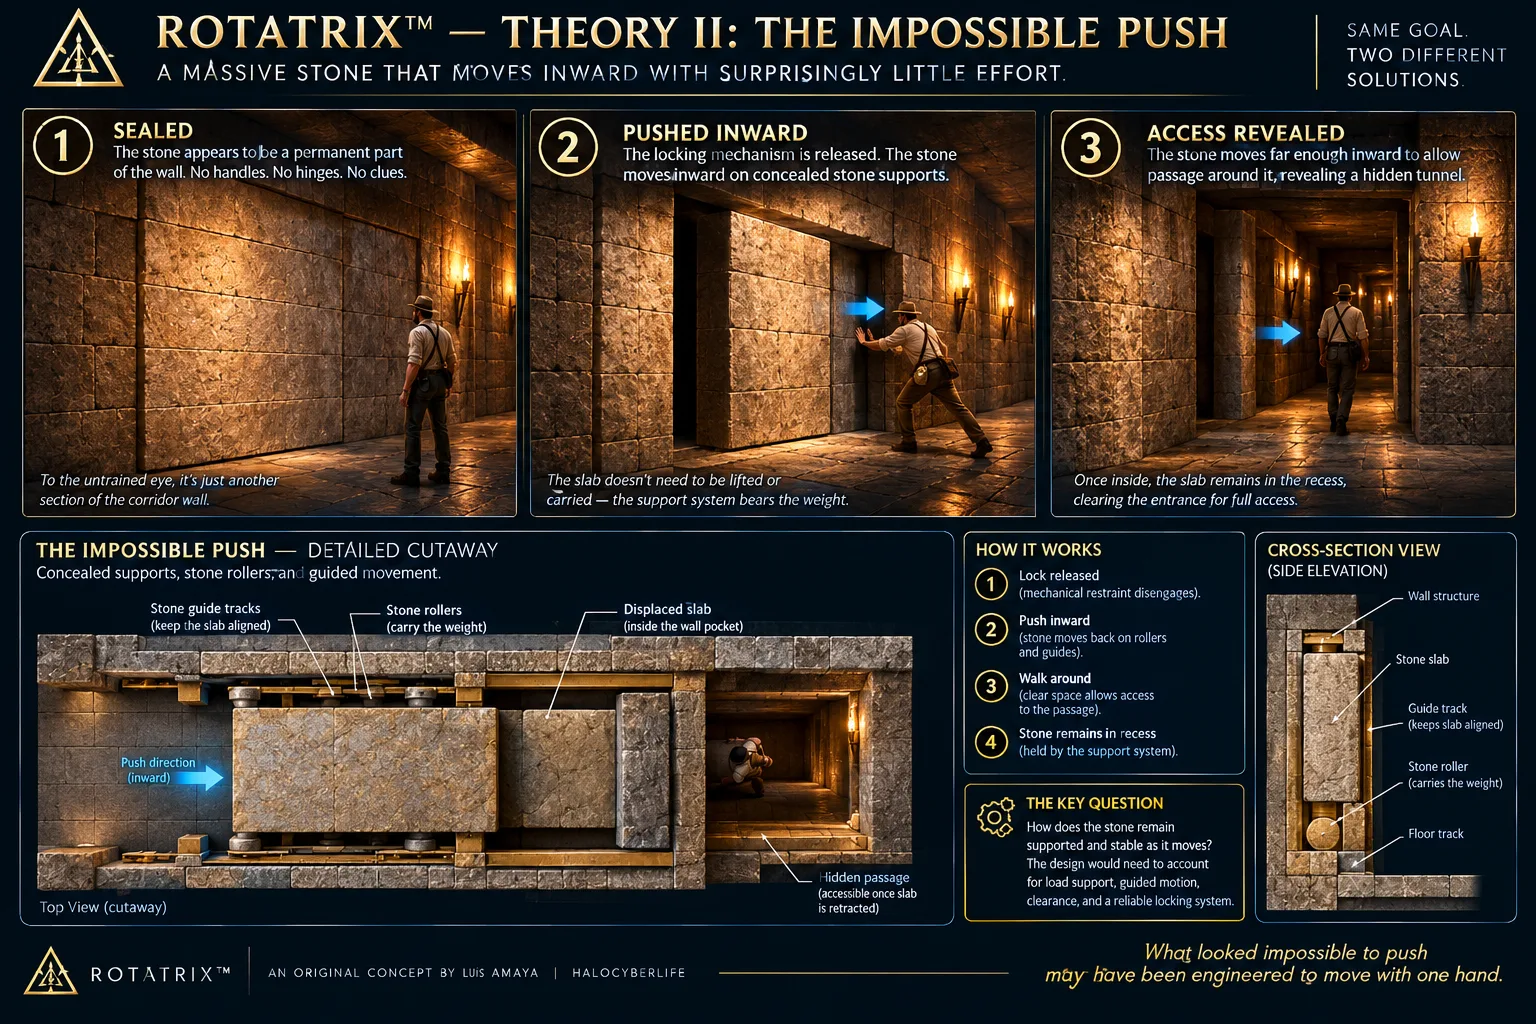 ROTATRIX™ — THEORY II: THE IMPOSSIBLE PUSH
A MASSIVE STONE THAT MOVES INWARD WITH SURPRISINGLY LITTLE EFFORT.
SAME GOAL.
TWO DIFFERENT
SOLUTIONS.
1
SEALED
The stone appears to be a permanent part
of the wall. No handles. No hinges. No clues.
To the untrained eye, it's just another
section of the corridor wall.
2
PUSHED INWARD
The locking mechanism is released. The stone
moves inward on concealed stone supports.
The slab doesn't need to be lifted or
carried — the support system bears the weight.
3
ACCESS REVEALED
The stone moves far enough inward to allow
passage around it, revealing a hidden tunnel.
Once inside, the slab remains in the recess,
clearing the entrance for full access.
THE IMPOSSIBLE PUSH — DETAILED CUTAWAY
Concealed supports, stone rollers, and guided movement.
Stone guide tracks
(keep the slab aligned)
Stone rollers
(carry the weight)
Displaced slab
(inside the wall pocket)
Push direction
(inward)
Hidden passage
(accessible once slab
is retracted)
Top View (cutaway)
HOW IT WORKS
1
Lock released
(mechanical restraint disengages).
2
Push inward
(stone moves back on rollers
and guides).
3
Walk around
(clear space allows access
to the passage).
4
Stone remains in recess
(held by the support system).
THE KEY QUESTION
How does the stone remain
supported and stable as it moves?
The design would need to account
for load support, guided motion,
clearance, and a reliable locking system.
CROSS-SECTION VIEW
(SIDE ELEVATION)
Wall structure
Stone slab
Guide track
(keeps slab aligned)
Stone roller
(carries the weight)
Floor track
ROTATRIX™
AN ORIGINAL CONCEPT BY LUIS AMAYA | HALOCYBERLIFE
What looked impossible to push
may have been engineered to move with one hand.